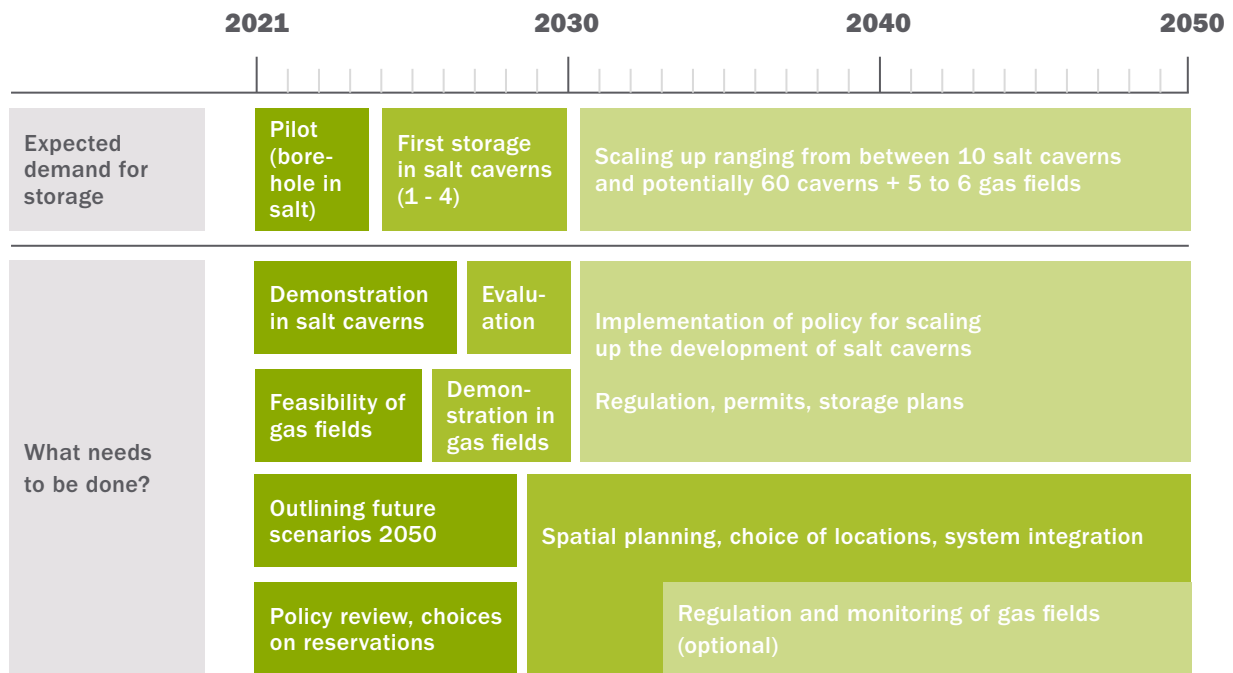 2021
2030
2040
2050
Expected
demand for
storage
Pilot
(bore-
hole in
salt)
First storage
in salt caverns
(1 - 4)
Scaling up ranging from between 10 salt caverns
and potentially 60 caverns + 5 to 6 gas fields
What needs
to be done?
Demonstration
in salt caverns
Evalu-
ation
Implementation of policy for scaling
up the development of salt caverns
Regulation, permits, storage plans
Feasibility of
gas fields
Demon-
stration in
gas fields
Outlining future
scenarios 2050
Spatial planning, choice of locations, system integration
Policy review, choices
on reservations
Regulation and monitoring of gas fields
(optional)